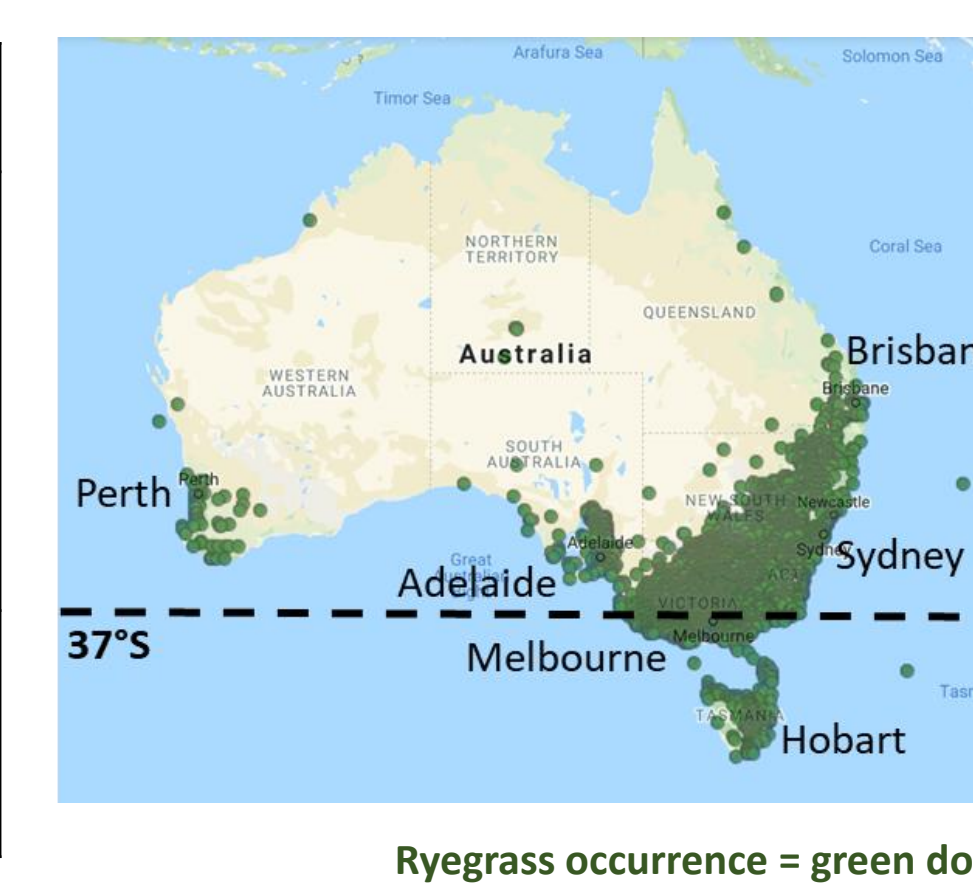 Arafura Sea
Solomon Sea
Timor Sea
NORTHERN
TERRITORY
Coral Sea
QUEENSLAND
Australia
Brisbar
Brisbane
WESTERN
AUSTRALIA
SOUTH
AUSTRALIA
Perth
Perth
NEW SOUTH
WALES
Newcastle
Adelaide
Sydney
Sydney
Great
Adelaide
ACT
VICTORIA
37°S
Melbourne
Melbourne
Tasr
TASMANIA
Hobart
Ryegrass occurrence = green do